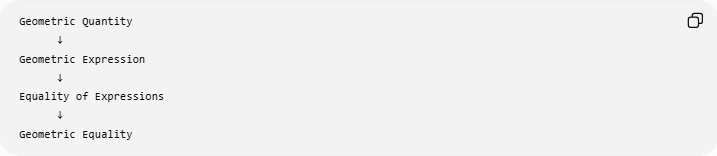 Geometric Quantity
↓
Geometric Expression
↓
Equality of Expressions
↓
Geometric Equality